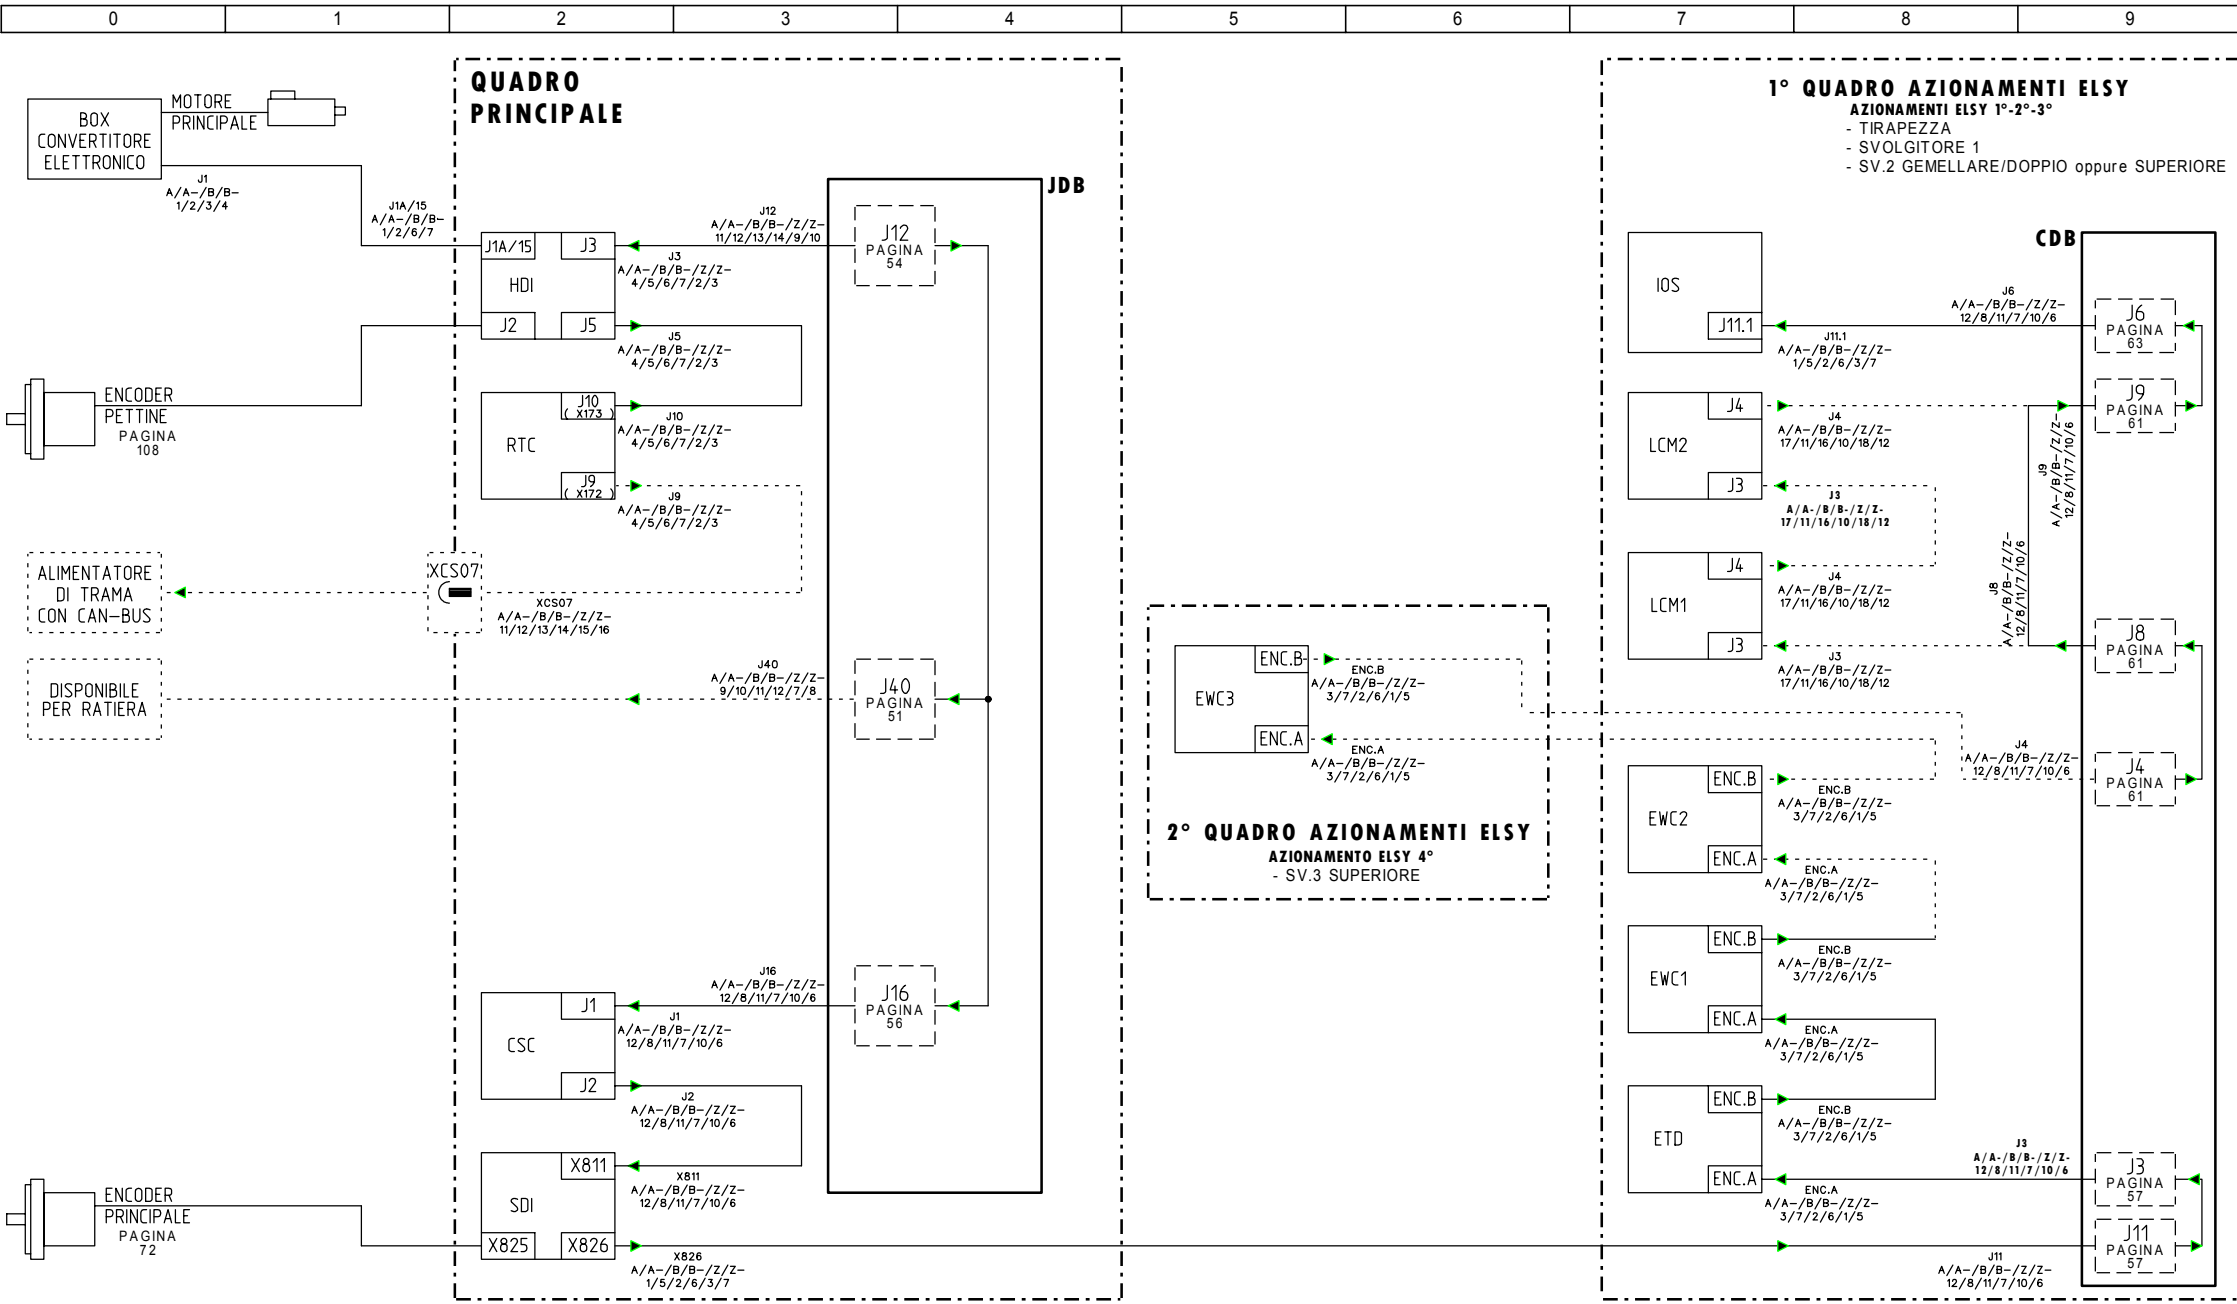 0 1 2 3 4 5 6 7 8 9
QUADRO
PRINCIPALE
1° QUADRO AZIONAMENTI ELSY
AZIONAMENTI ELSY 1°-2°-3°
- TIRAPEZZA
- SVOLGITORE 1
- SV.2 GEMELLARE/DOPPIO oppure SUPERIORE
BOX
CONVERTITORE
ELETTRONICO
MOTORE
PRINCIPALE
J1
A/A-/B/B-
1/2/3/4
J1A/15
A/A-/B/B-
1/2/6/7
J1A/15
J3
HDI
J2
J5
J12
A/A-/B/B-/Z/Z-
11/12/13/14/9/10
J3
A/A-/B/B-/Z/Z-
4/5/6/7/2/3
J5
A/A-/B/B-/Z/Z-
4/5/6/7/2/3
JDB
J12
PAGINA
54
ENCODER
PETTINE
PAGINA
108
J10
( X173 )
RTC
J9
( X172 )
J10
A/A-/B/B-/Z/Z-
4/5/6/7/2/3
J9
A/A-/B/B-/Z/Z-
4/5/6/7/2/3
ALIMENTATORE
DI TRAMA
CON CAN-BUS
XCS07
XCS07
A/A-/B/B-/Z/Z-
11/12/13/14/15/16
DISPONIBILE
PER RATIERA
J40
A/A-/B/B-/Z/Z-
9/10/11/12/7/8
J40
PAGINA
51
J16
A/A-/B/B-/Z/Z-
12/8/11/7/10/6
J16
PAGINA
56
J1
CSC
J2
J1
A/A-/B/B-/Z/Z-
12/8/11/7/10/6
J2
A/A-/B/B-/Z/Z-
12/8/11/7/10/6
X811
SDI
X825
X826
X811
A/A-/B/B-/Z/Z-
12/8/11/7/10/6
X826
A/A-/B/B-/Z/Z-
1/5/2/6/3/7
ENCODER
PRINCIPALE
PAGINA
72
EWC3
ENC.B
ENC.A
ENC.B
A/A-/B/B-/Z/Z-
3/7/2/6/1/5
ENC.A
A/A-/B/B-/Z/Z-
3/7/2/6/1/5
2° QUADRO AZIONAMENTI ELSY
AZIONAMENTO ELSY 4°
- SV.3 SUPERIORE
CDB
IOS
J11.1
J11.1
A/A-/B/B-/Z/Z-
1/5/2/6/3/7
J6
A/A-/B/B-/Z/Z-
12/8/11/7/10/6
J6
PAGINA
63
J9
PAGINA
61
J9
A/A-/B/B-/Z/Z-
12/8/11/7/10/6
J4
LCM2
J3
J4
A/A-/B/B-/Z/Z-
17/11/16/10/18/12
J3
A/A-/B/B-/Z/Z-
17/11/16/10/18/12
J4
LCM1
J3
J4
A/A-/B/B-/Z/Z-
17/11/16/10/18/12
J3
A/A-/B/B-/Z/Z-
17/11/16/10/18/12
J8
A/A-/B/B-/Z/Z-
12/8/11/7/10/6
J8
PAGINA
61
J4
A/A-/B/B-/Z/Z-
12/8/11/7/10/6
J4
PAGINA
61
ENC.B
EWC2
ENC.A
ENC.B
A/A-/B/B-/Z/Z-
3/7/2/6/1/5
ENC.A
A/A-/B/B-/Z/Z-
3/7/2/6/1/5
ENC.B
EWC1
ENC.A
ENC.B
A/A-/B/B-/Z/Z-
3/7/2/6/1/5
ENC.A
A/A-/B/B-/Z/Z-
3/7/2/6/1/5
ENC.B
ETD
ENC.A
ENC.B
A/A-/B/B-/Z/Z-
3/7/2/6/1/5
ENC.A
A/A-/B/B-/Z/Z-
3/7/2/6/1/5
J3
A/A-/B/B-/Z/Z-
12/8/11/7/10/6
J3
PAGINA
57
J11
PAGINA
57
J11
A/A-/B/B-/Z/Z-
12/8/11/7/10/6